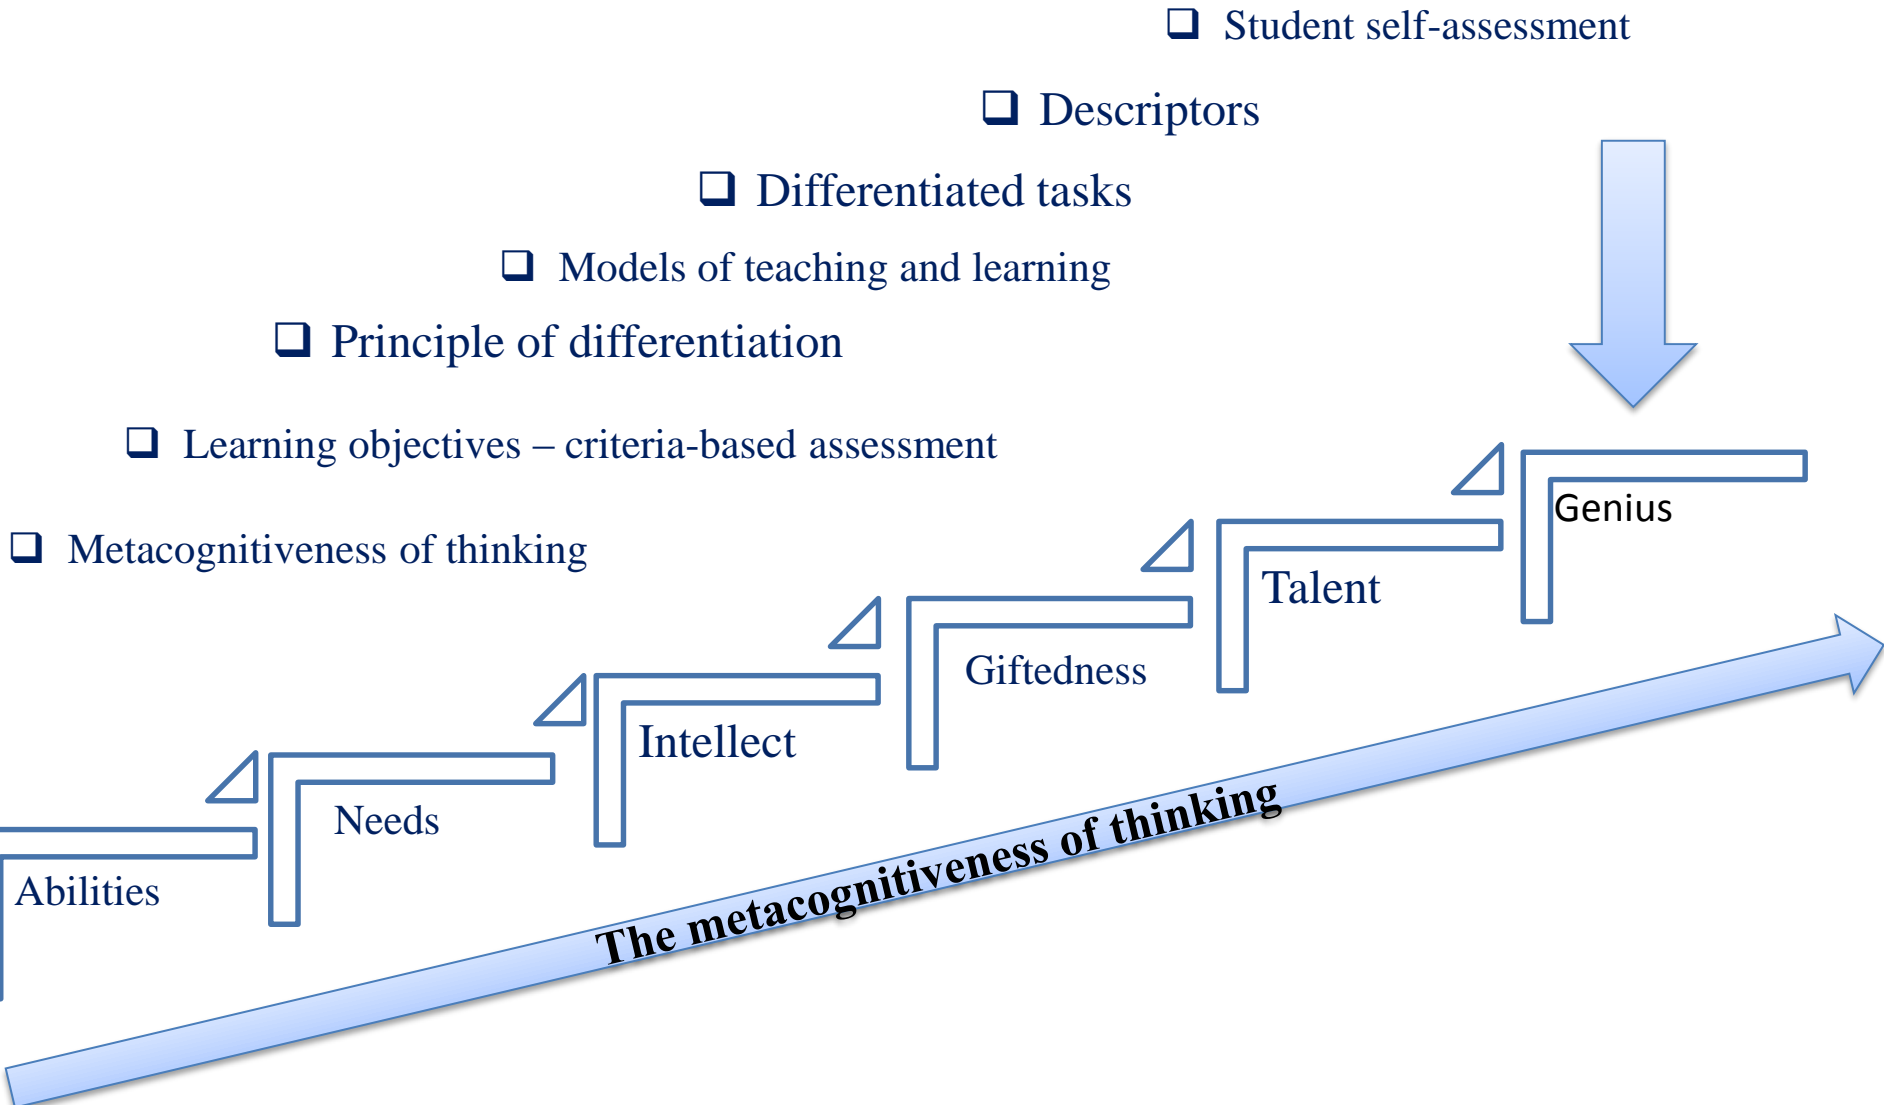 Student self-assessment
Descriptors
Differentiated tasks
Models of teaching and learning
Principle of differentiation
Learning objectives – criteria-based assessment
Metacognitiveness of thinking
Genius
Talent
Giftedness
Intellect
Needs
Abilities
The metacognitiveness of thinking